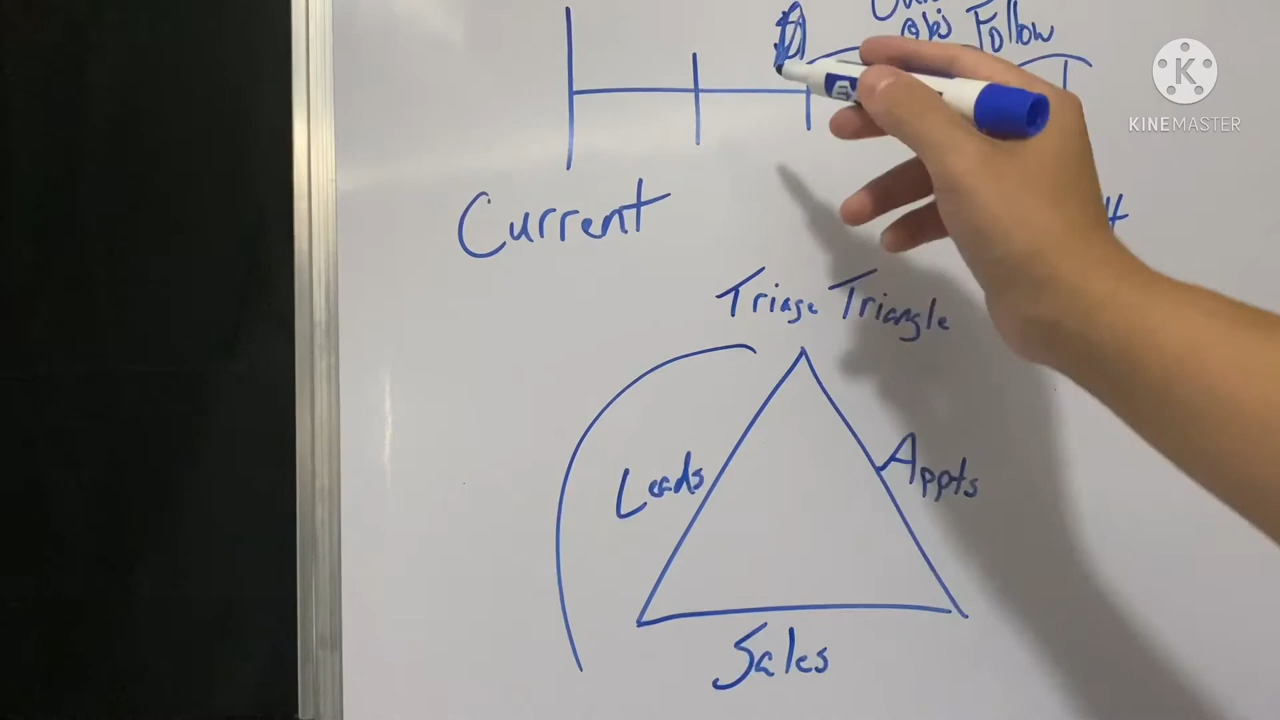 Follow
K
KINEMASTER
Current
Triage Triangle
Leads
Appts
Sales